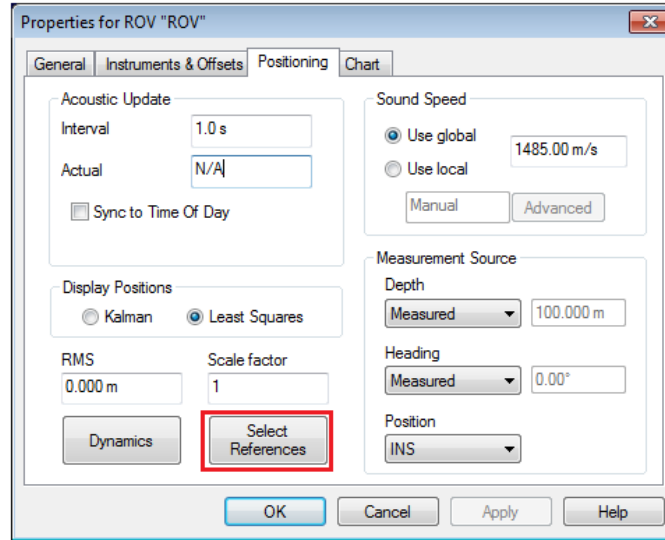 Properties for ROV "ROV"
General Instruments & Offsets Positioning Chart
Acoustic Update
Interval 1.0 s
Actual N/A
Sync to Time Of Day
Display Positions
Kalman Least Squares
RMS Scale factor
0.000 m 1
Dynamics Select References
Sound Speed
Use global 1485.00 m/s
Use local
Manual Advanced
Measurement Source
Depth
Measured 100.000 m
Heading
Measured 0.00°
Position
INS
OK Cancel Apply Help